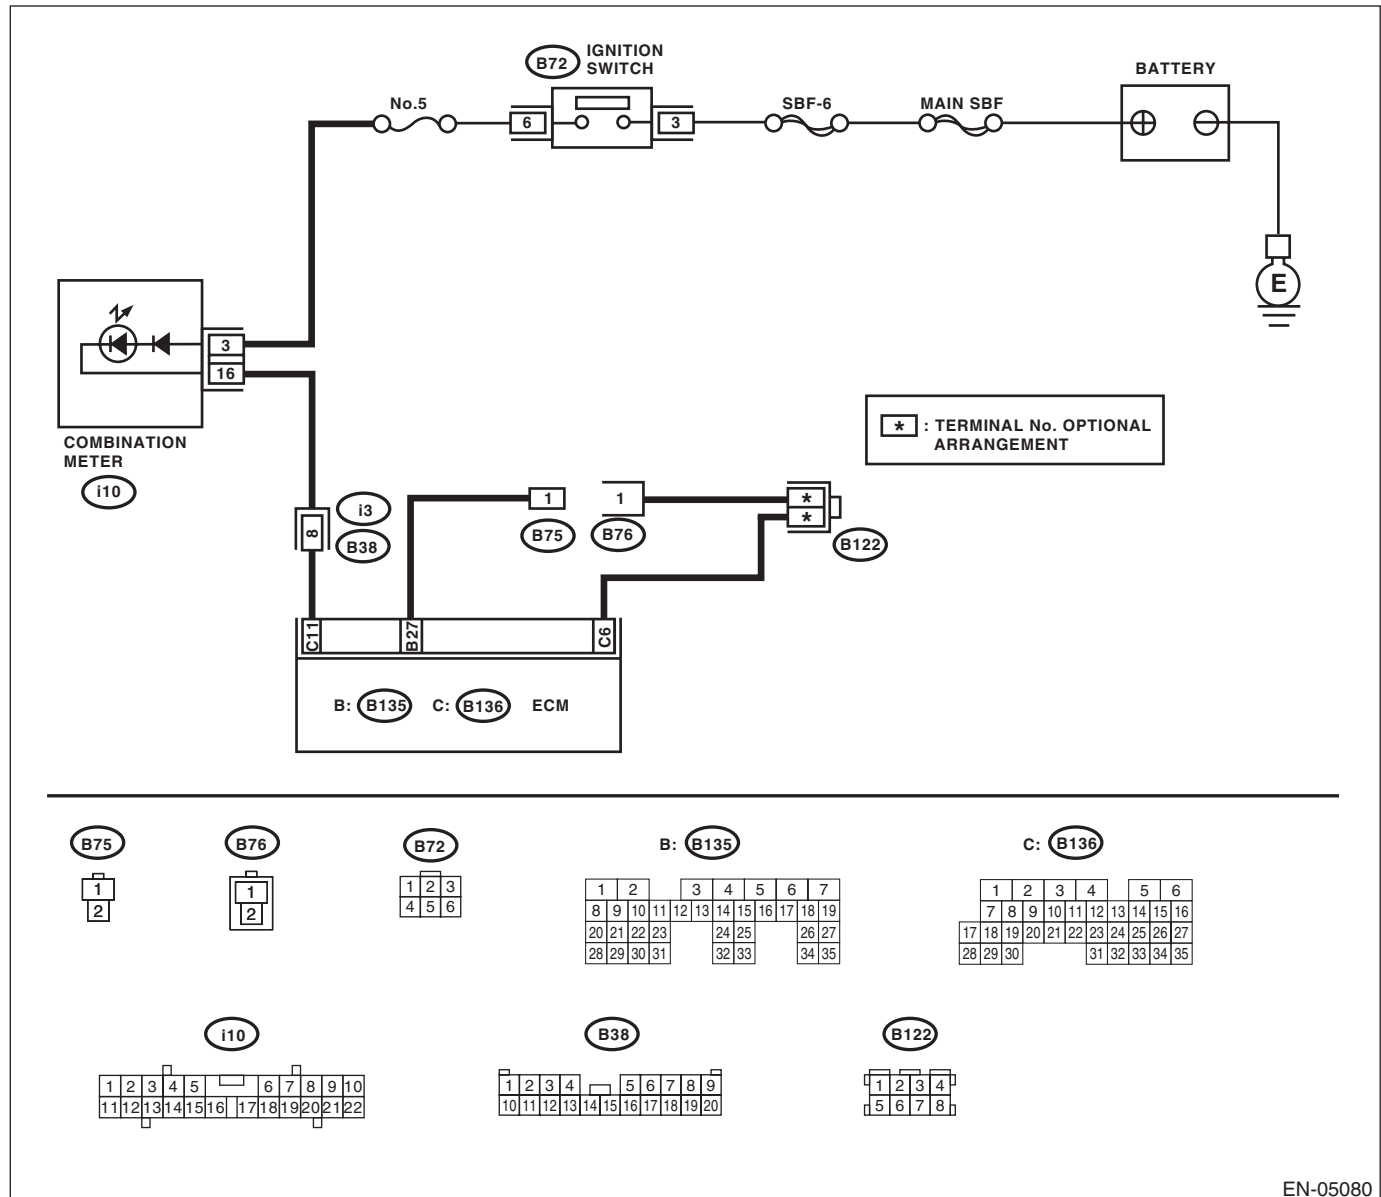 B72
IGNITION
SWITCH
BATTERY
No.5
6
3
SBF-6
MAIN SBF
E
3
16
COMBINATION
METER
i10
* : TERMINAL No. OPTIONAL
ARRANGEMENT
8
i3
B38
1
B75
1
B76
*
*
B122
C11
B27
C6
B: B135 C: B136 ECM
B75
1
2
B76
1
2
B72
1 2 3
4 5 6
B: B135
1 2 3 4 5 6 7
8 9 10 11 12 13 14 15 16 17 18 19
20 21 22 23 24 25 26 27
28 29 30 31 32 33 34 35
C: B136
1 2 3 4 5 6
7 8 9 10 11 12 13 14 15 16
17 18 19 20 21 22 23 24 25 26 27
28 29 30 31 32 33 34 35
i10
1 2 3 4 5 6 7 8 9 10
11 12 13 14 15 16 17 18 19 20 21 22
B38
1 2 3 4 5 6 7 8 9
10 11 12 13 14 15 16 17 18 19 20
B122
1 2 3 4
5 6 7 8
EN-05080